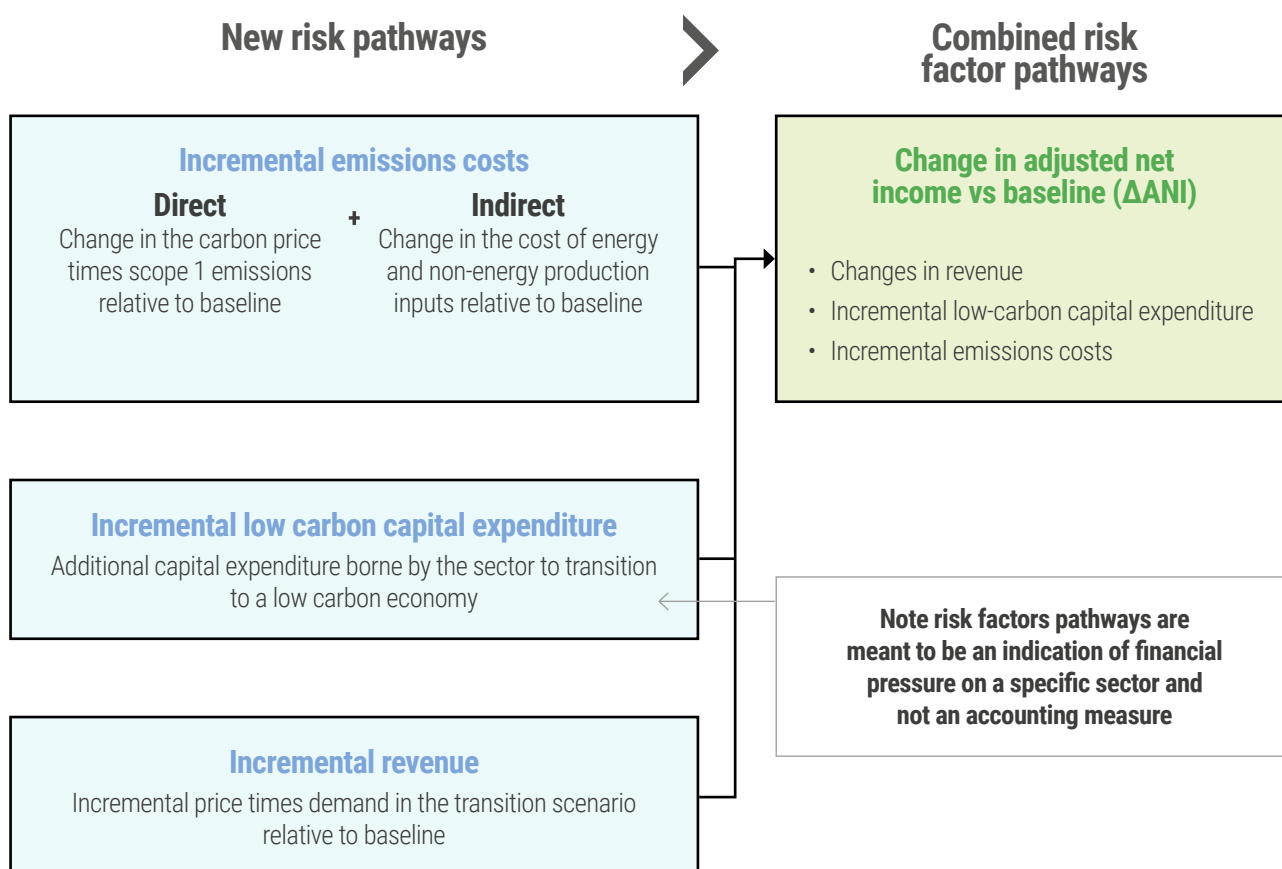 New risk pathways
Combined risk
factor pathways
Incremental emissions costs
Direct
Change in the carbon price
times scope 1 emissions
relative to baseline
+
Indirect
Change in the cost of energy
and non-energy production
inputs relative to baseline
Change in adjusted net
income vs baseline (ΔANI)
• Changes in revenue
• Incremental low-carbon capital expenditure
• Incremental emissions costs
Incremental low carbon capital expenditure
Additional capital expenditure borne by the sector to transition
to a low carbon economy
Note risk factors pathways are
meant to be an indication of financial
pressure on a specific sector and
not an accounting measure
Incremental revenue
Incremental price times demand in the transition scenario
relative to baseline